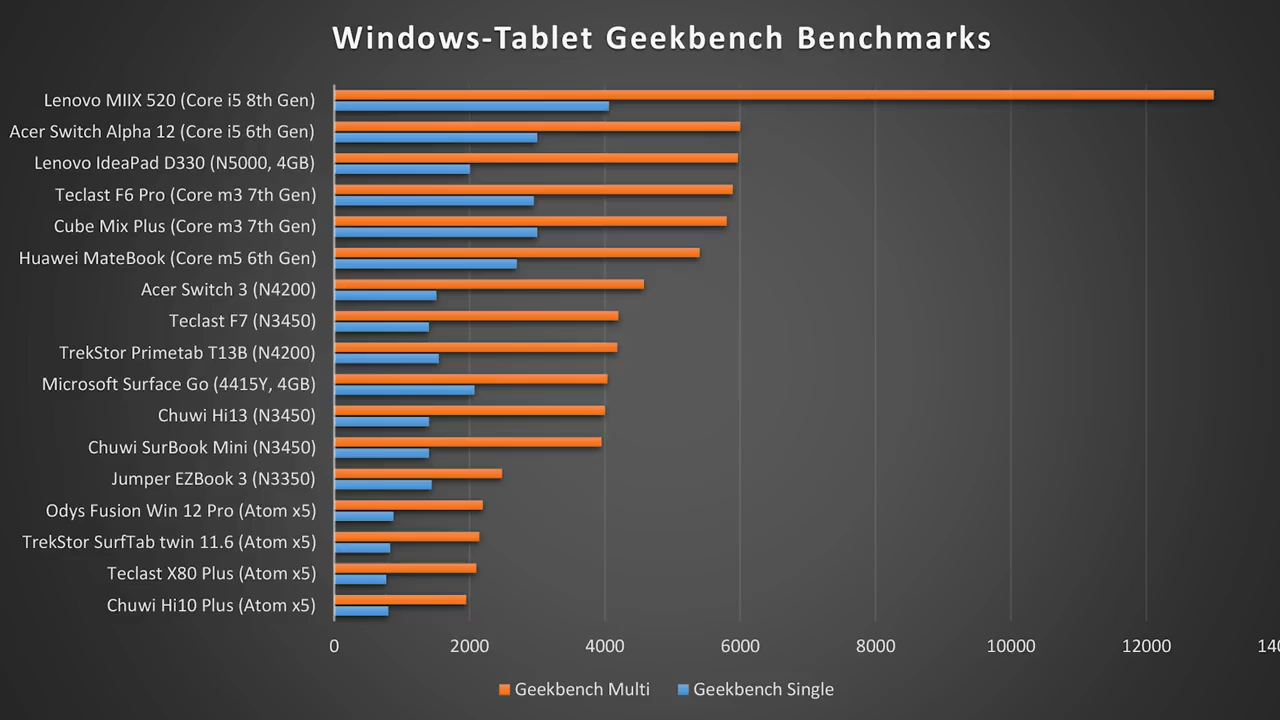 Windows-Tablet Geekbench Benchmarks
Lenovo MIIX 520 (Core i5 8th Gen)
Acer Switch Alpha 12 (Core i5 6th Gen)
Lenovo IdeaPad D330 (N5000, 4GB)
Teclast F6 Pro (Core m3 7th Gen)
Cube Mix Plus (Core m3 7th Gen)
Huawei MateBook (Core m5 6th Gen)
Acer Switch 3 (N4200)
Teclast F7 (N3450)
TrekStor Primetab T13B (N4200)
Microsoft Surface Go (4415Y, 4GB)
Chuwi Hi13 (N3450)
Chuwi SurBook Mini (N3450)
Jumper EZBook 3 (N3350)
Odys Fusion Win 12 Pro (Atom x5)
TrekStor SurfTab twin 11.6 (Atom x5)
Teclast X80 Plus (Atom x5)
Chuwi Hi10 Plus (Atom x5)
0 2000 4000 6000 8000 10000 12000
Geekbench Multi Geekbench Single